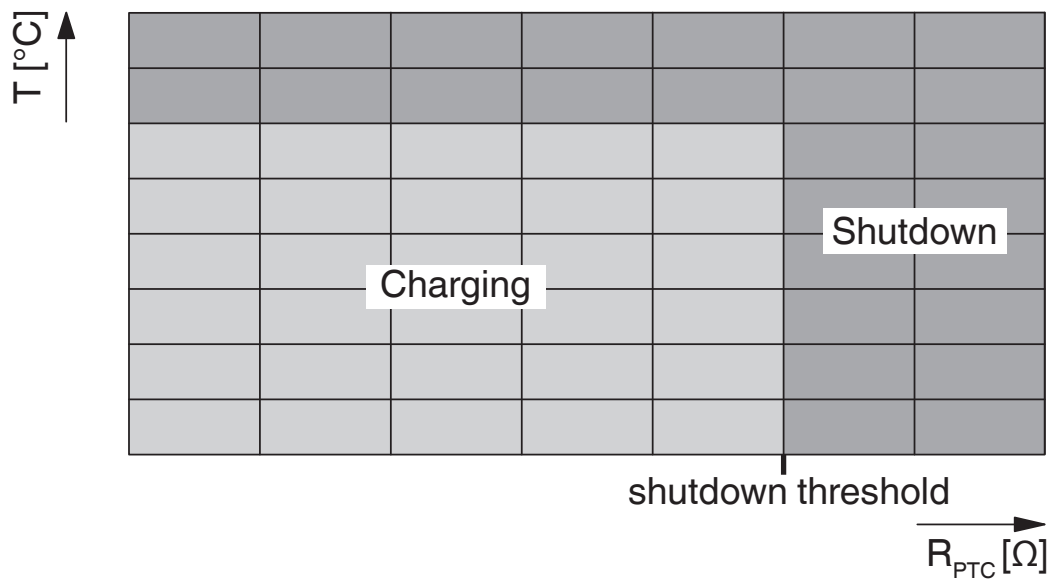 T [°C]
Shutdown
Charging
shutdown threshold
R_PTC [Ω]